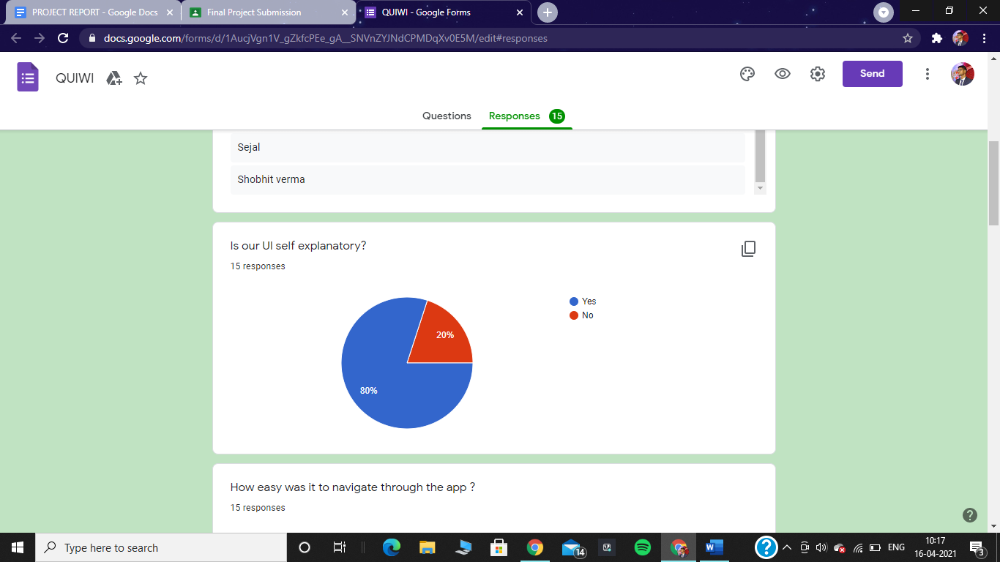 PROJECT REPORT - Google Docs
Final Project Submission
QUIWI - Google Forms
docs.google.com/forms/d/1AucjVgn1V_gZkfcPEe_gA__SNVnZYJNdCPMDqXv0E5M/edit#responses
QUIWI
Send
Questions
Responses 15
Sejal
Shobhit verma
Is our UI self explanatory?
15 responses
Yes
No
20%
80%
How easy was it to navigate through the app ?
15 responses
Type here to search
14
W
ENG
10:17
16-04-2021
3